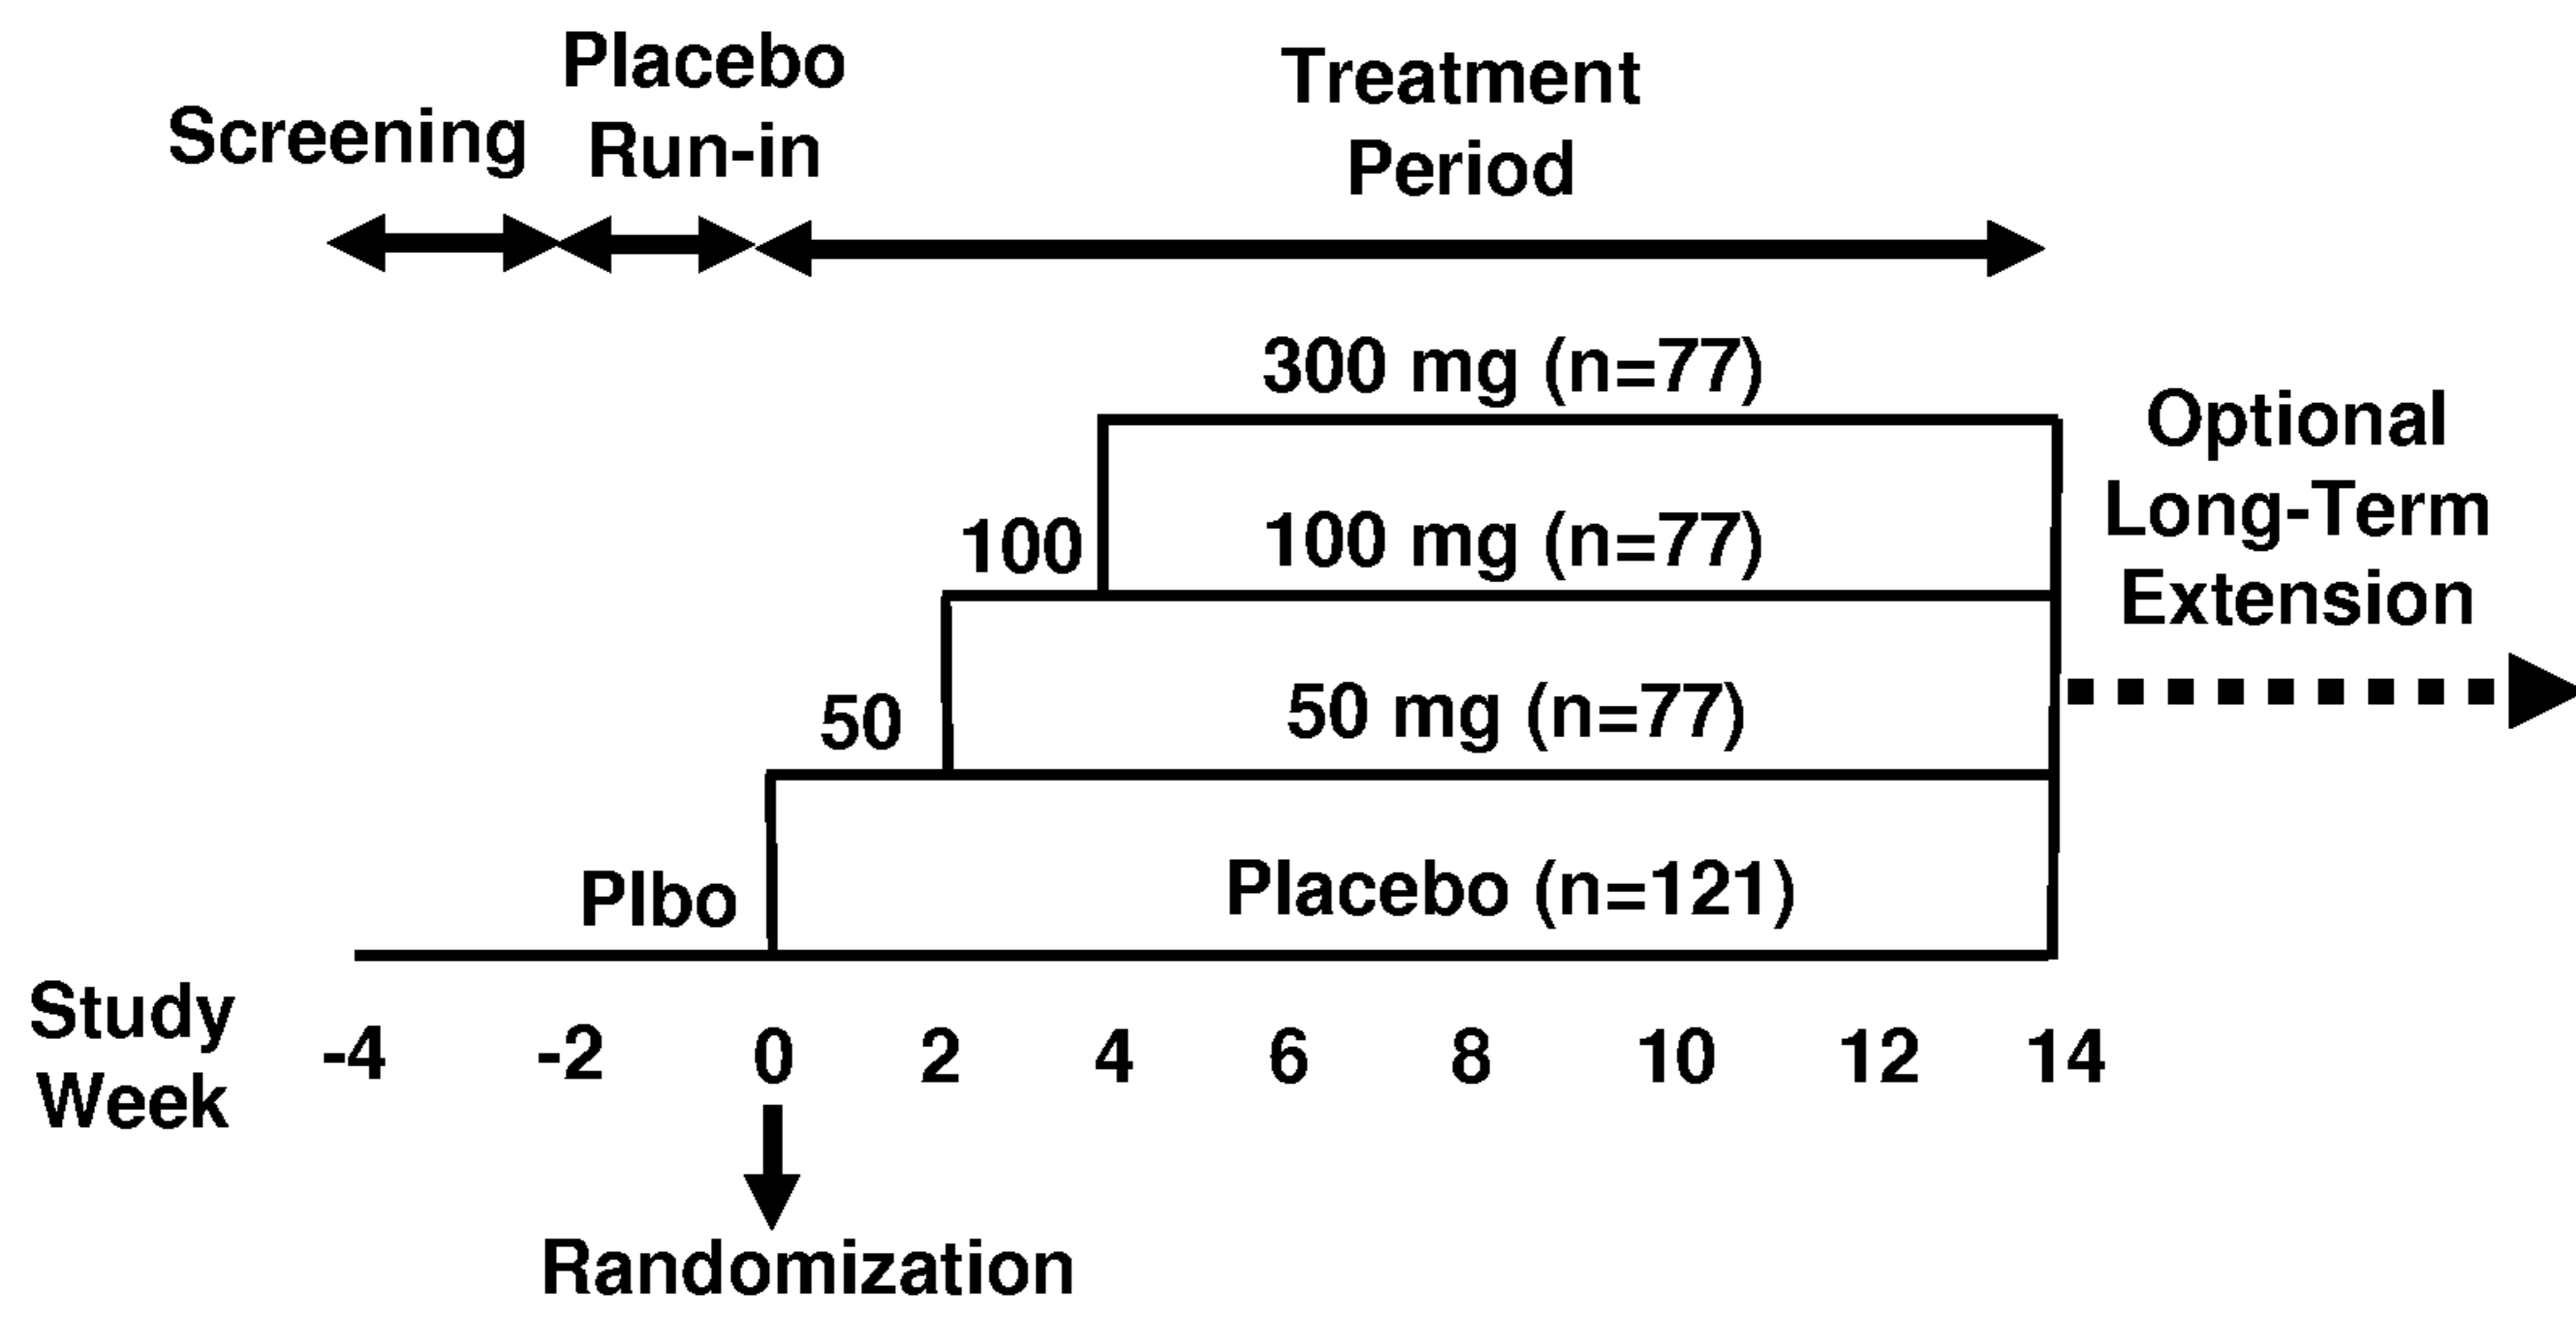 Screening
Placebo
Run-in
Treatment
Period
300 mg (n=77)
100
100 mg (n=77)
50
50 mg (n=77)
Plbo
Placebo (n=121)
Optional
Long-Term
Extension
Study
Week
-4 -2 0 2 4 6 8 10 12 14
Randomization